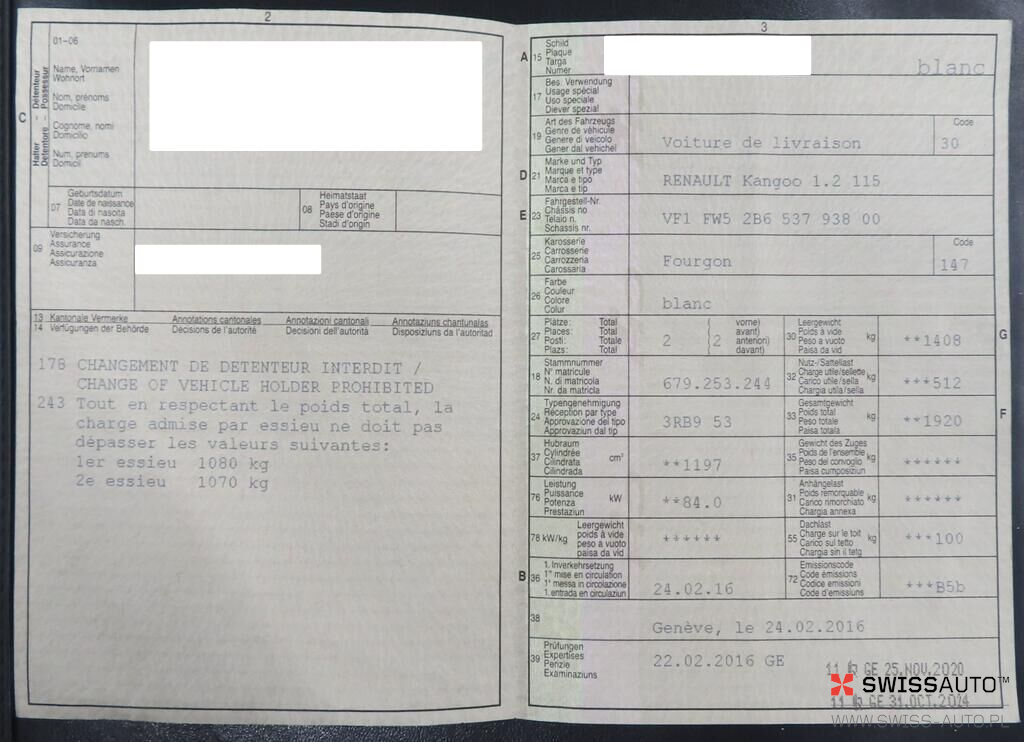 2
01-06
Name, Vornamen
Wohnort
Nom, prénoms
Domicile
Cognome, nomi
Domicilio
Num, prenums
Domicil
C
Halter - Détenteur
Detentore - Possessur
07
Geburtsdatum
Date de naissance
Data di nascita
Data da nasch.
08
Heimatstaat
Pays d'origine
Paese d'origine
Stadi d'origin
09
Versicherung
Assurance
Assicurazione
Assicuranza
13 Kantonale Vermerke Annotations cantonales Annotazioni cantonali Annotaziuns chantunalas
14 Verfügungen der Behörde Décisions de l'autorité Decisioni dell'autorità Disposiziuns da l'autoritad
178 CHANGEMENT DE DETENTEUR INTERDIT /
CHANGE OF VEHICLE HOLDER PROHIBITED
243 Tout en respectant le poids total, la
charge admise par essieu ne doit pas
dépasser les valeurs suivantes:
1er essieu 1080 kg
2e essieu 1070 kg
3
A 15
Schild
Plaque
Targa
Numer
blanc
17
Bes. Verwendung
Usage spécial
Uso speciale
Diever spezial
19
Art des Fahrzeugs
Genre de véhicule
Genere di veicolo
Gener dal vehichel
Voiture de livraison
Code
30
D 21
Marke und Typ
Marque et type
Marca e tipo
Marca e tip
RENAULT Kangoo 1.2 115
E 23
Fahrgestell-Nr.
Châssis no
Telaio n.
Schassis nr.
VF1 FW5 2B6 537 938 00
25
Karosserie
Carrosserie
Carrozzeria
Carossaria
Fourgon
Code
147
26
Farbe
Couleur
Colore
Colur
blanc
27
Plätze: Total ( vorne)
Places: Total ( avant)
Posti: Totale ( anteriori)
Plazs: Total ( davant)
2 2
30
Leergewicht
Poids à vide
Peso a vuoto
Paisa da vid
kg
**1408
G
18
Stammnummer
N° matricule
N. di matricola
Nr. da matricla
679.253.244
32
Nutz-/Sattellast
Charge utile/sellette
Carico utile/sella
Chargia utila/sella
kg
***512
24
Typengenehmigung
Réception par type
Approvazione del tipo
Approvaziun dal tip
3RB9 53
33
Gesamtgewicht
Poids total
Peso totale
Paisa totala
kg
**1920
F
37
Hubraum
Cylindrée
Cilindrata
Cilindrada
cm³
**1197
35
Gewicht des Zuges
Poids de l'ensemble
Peso del convoglio
Paisa cumposiziun
kg
******
76
Leistung
Puissance
Potenza
Prestaziun
kW
**84.0
31
Anhängelast
Poids remorquable
Carico rimorchiato
Chargia annexa
kg
******
78 kW/kg
Leergewicht
poids à vide
peso a vuoto
paisa da vid
******
55
Dachlast
Charge sur le toit
Carico sul tetto
Chargia sin il tetg
kg
***100
B 36
1. Inverkehrsetzung
1re mise en circulation
1a messa in circolazione
1. entrada en circulaziun
24.02.16
72
Emissionscode
Code émissions
Codice emissioni
Code d'emissiuns
***B5b
38
Genève, le 24.02.2016
39
Prüfungen
Expertises
Perizie
Examinaziuns
22.02.2016 GE
GE 25.NOV.2020
SWISSAUTO™
GE 31.OCT.2024
WWW.SWISS-AUTO.PL